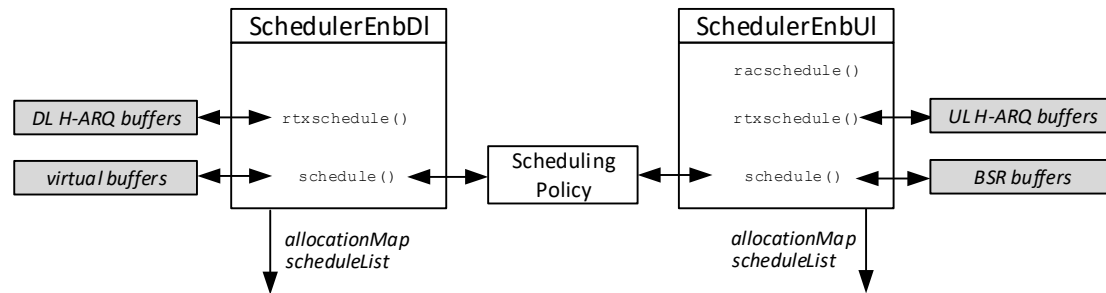 SchedulerEnbDl
SchedulerEnbUl
racschedule()
DL H-ARQ buffers
rtxschedule()
rtxschedule()
UL H-ARQ buffers
virtual buffers
schedule()
Scheduling
Policy
schedule()
BSR buffers
allocationMap
scheduleList
allocationMap
scheduleList